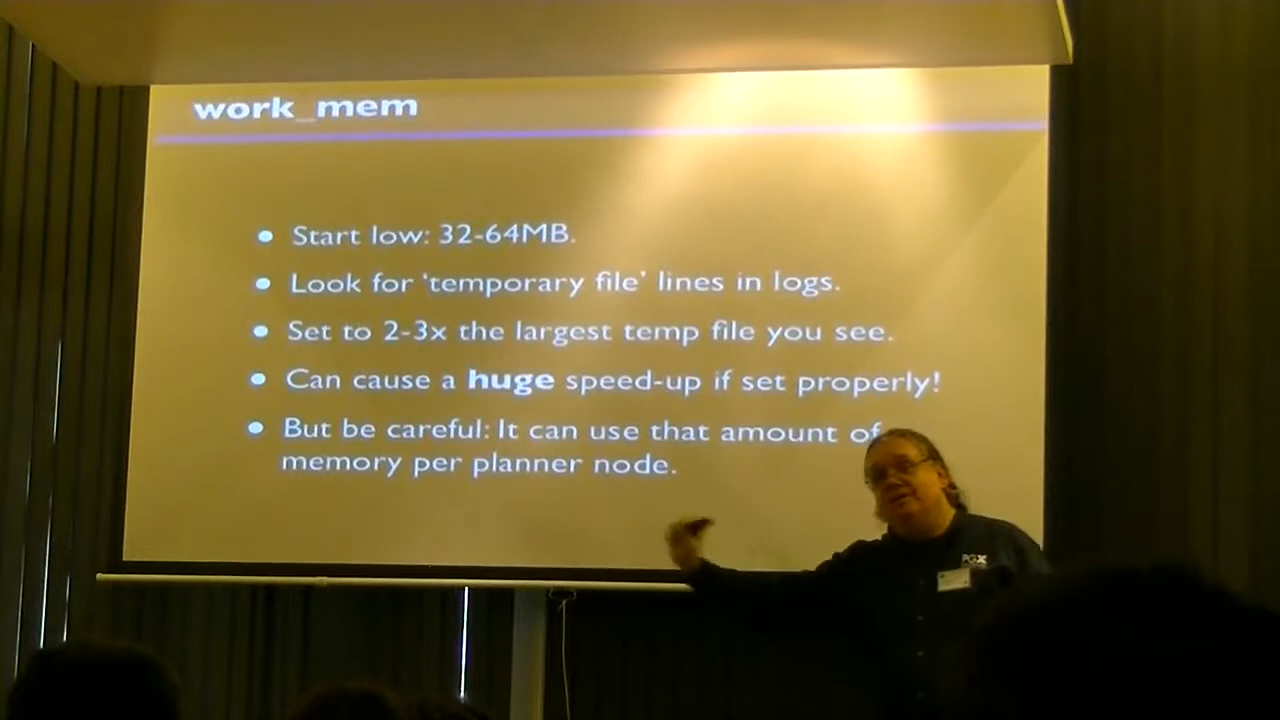 work_mem
• Start low: 32-64MB.
• Look for ‘temporary file’ lines in logs.
• Set to 2-3x the largest temp file you see.
• Can cause a huge speed-up if set properly!
• But be careful: It can use that amount of
memory per planner node.
PGX